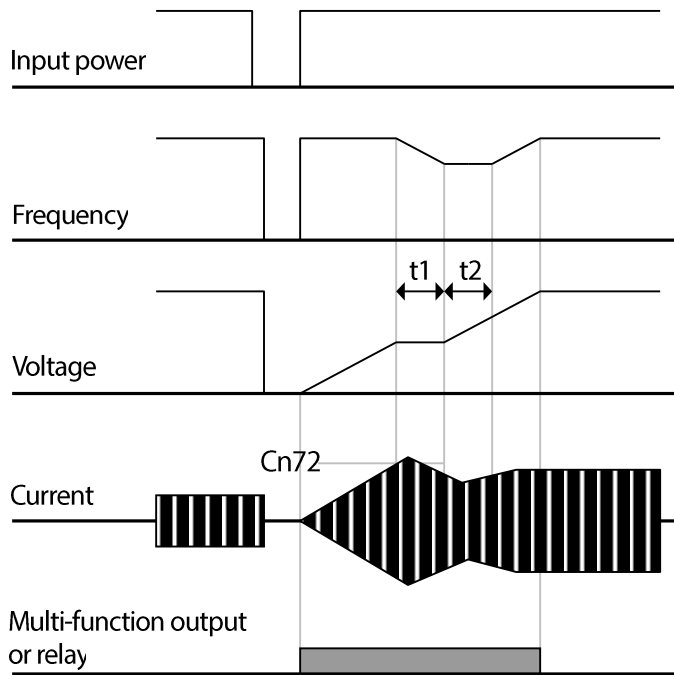 Input power
Frequency
t1 t2
Voltage
Cn72
Current
Multi-function output
or relay